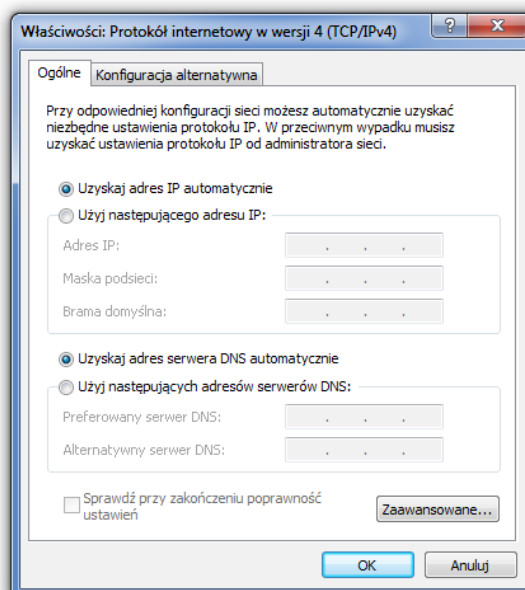 Właściwości: Protokół internetowy w wersji 4 (TCP/IPv4)
Ogólne
Konfiguracja alternatywna
Przy odpowiedniej konfiguracji sieci możesz automatycznie uzyskać
niezbędne ustawienia protokołu IP. W przeciwnym wypadku musisz
uzyskać ustawienia protokołu IP od administratora sieci.
Uzyskaj adres IP automatycznie
Użyj następującego adresu IP:
Adres IP:
Maska podsieci:
Brama domyślna:
Uzyskaj adres serwera DNS automatycznie
Użyj następujących adresów serwerów DNS:
Preferowany serwer DNS:
Alternatywny serwer DNS:
Sprawdź przy zakończeniu poprawność
ustawień
Zaawansowane...
OK
Anuluj